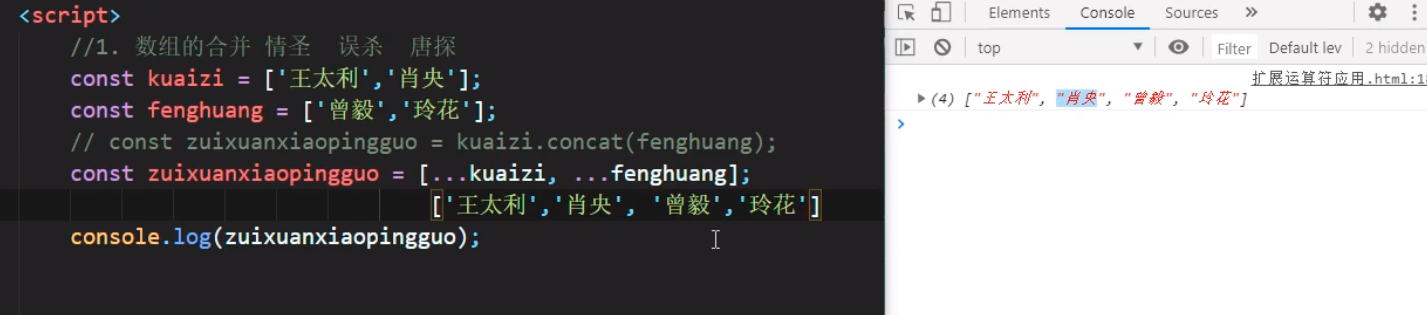 <script>
//1. 数组的合并 情圣  误杀  唐探
const kuaizi = ['王太利','肖央'];
const fenghuang = ['曾毅','玲花'];
// const zuixuanxiaopingguo = kuaizi.concat(fenghuang);
const zuixuanxiaopingguo = [...kuaizi, ...fenghuang];
['王太利','肖央', '曾毅','玲花']
console.log(zuixuanxiaopingguo);
Elements Console Sources »
top Filter Default lev 2 hidden
扩展运算符应用.html:18
(4) ["王太利", "肖央", "曾毅", "玲花"]